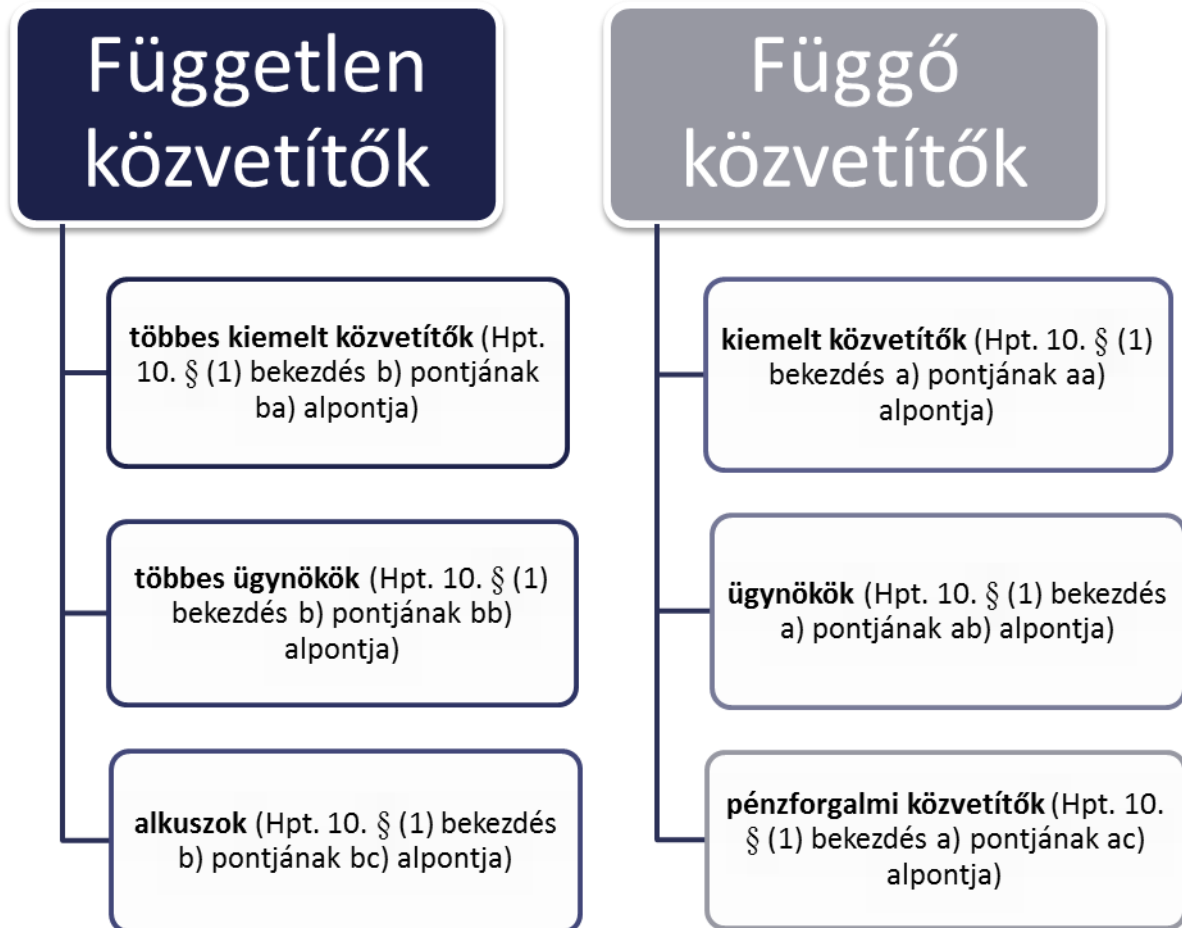 Független
közvetítők
többes kiemelt közvetítők (Hpt.
10. § (1) bekezdés b) pontjának
ba) alpontja)
többes ügynökök (Hpt. 10. § (1)
bekezdés b) pontjának bb)
alpontja)
alkuszok (Hpt. 10. § (1) bekezdés
b) pontjának bc) alpontja)
Függő
közvetítők
kiemelt közvetítők (Hpt. 10. § (1)
bekezdés a) pontjának aa)
alpontja)
ügynökök (Hpt. 10. § (1) bekezdés
a) pontjának ab) alpontja)
pénzforgalmi közvetítők (Hpt. 10.
§ (1) bekezdés a) pontjának ac)
alpontja)